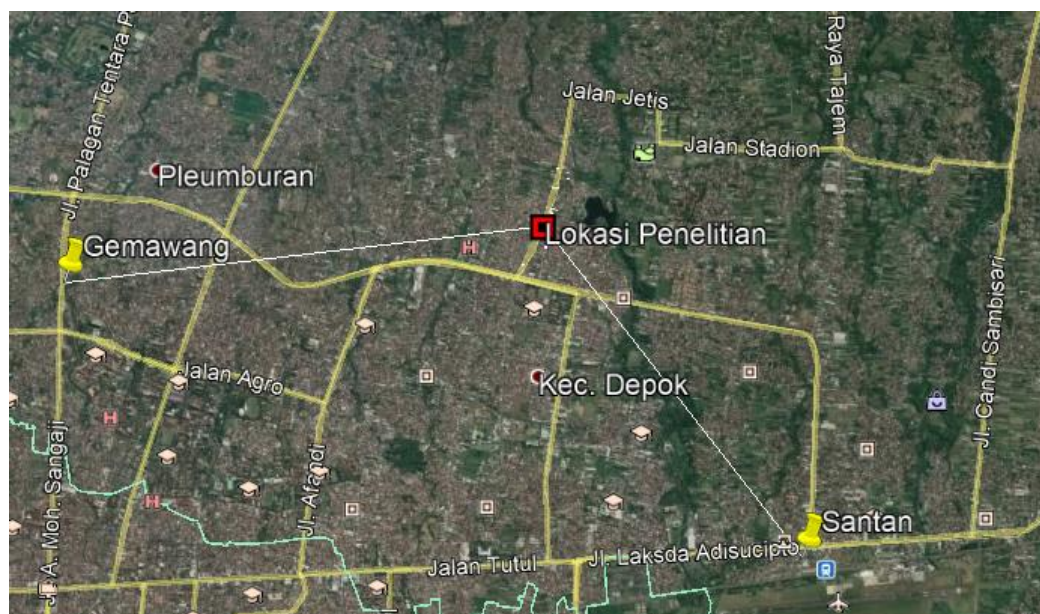 Jalan Jetis
Raya Tajem
Jl. Palagan Tentara P
Jalan Stadion
Pleumburan
Lokasi Penelitian
Gemawang
Jl. Candi Sambisari
Jalan Agro
Kec. Depok
H
H
H
Jl. A. Moh. Sangaji
Jl. Afandi
Santan
Jl. Laksda Adisucipto
Jalan Tutul